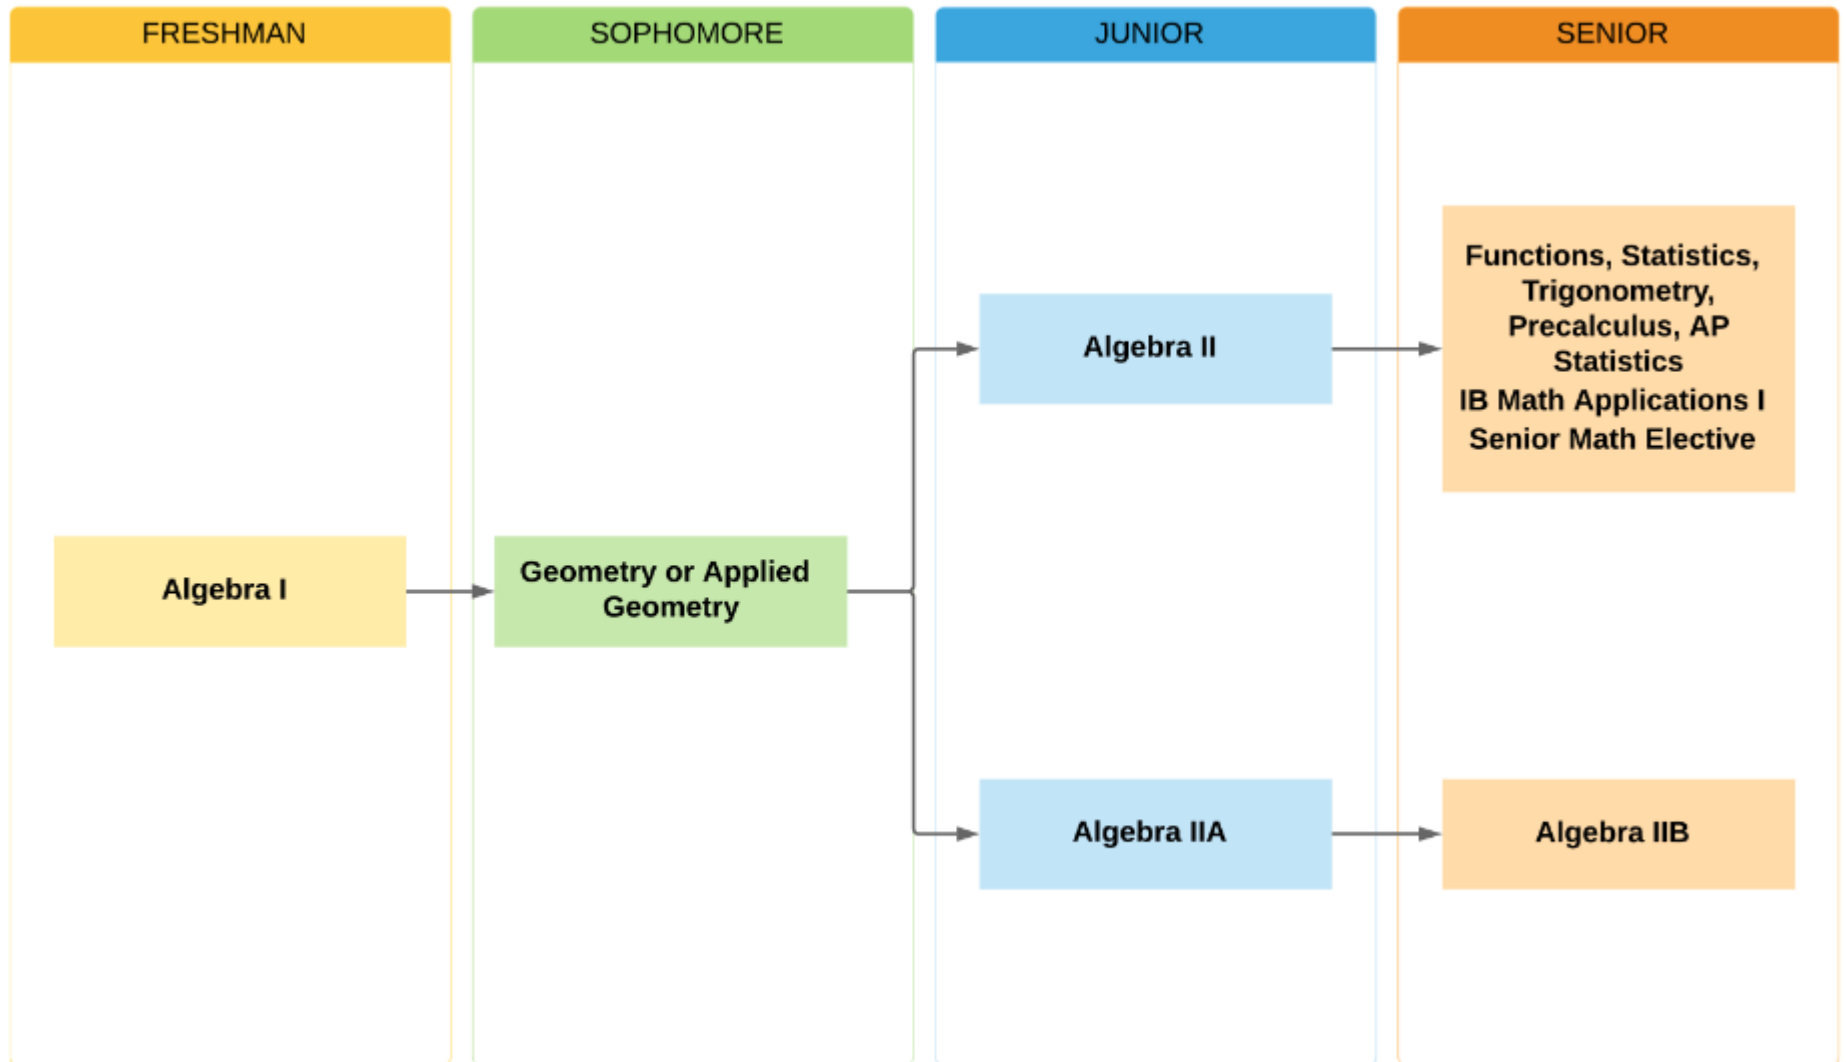 FRESHMAN
SOPHOMORE
JUNIOR
SENIOR
Algebra I
Geometry or Applied
Geometry
Algebra II
Functions, Statistics,
Trigonometry,
Precalculus, AP
Statistics
IB Math Applications I
Senior Math Elective
Algebra IIA
Algebra IIB